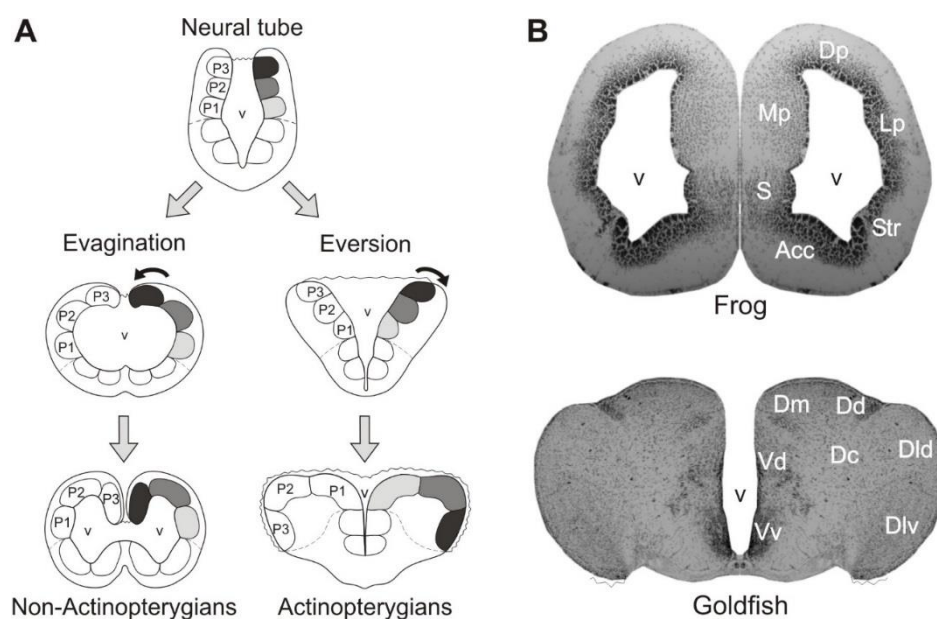 A
Neural tube
P3
P2
P1
v
Evagination
Eversion
P3
P2
P1
v
P3
P2
P1
v
P2
P3
P1
v
v
P2
P1
v
P3
Non-Actinopterygians
Actinopterygians
B
Dp
Mp
Lp
v
v
S
Str
Acc
Frog
Dm
Dd
Vd
Dc
Dld
v
Vv
Dlv
Goldfish